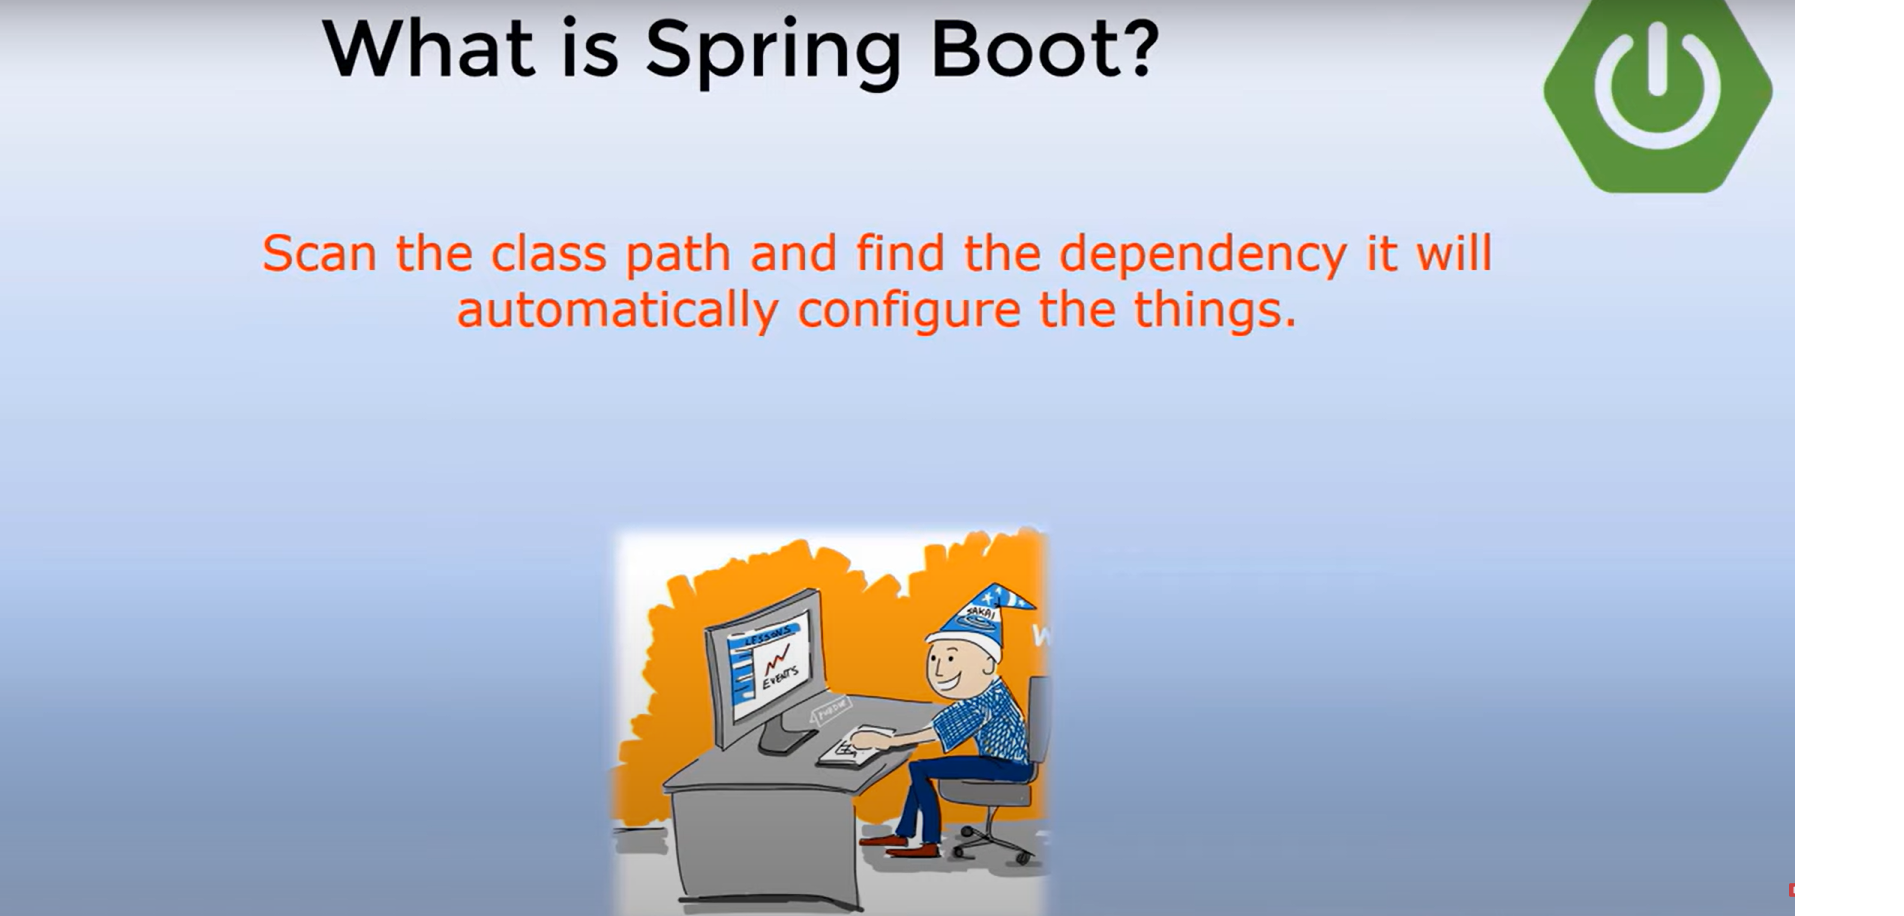 What is Spring Boot?
Scan the class path and find the dependency it will
automatically configure the things.
SAKAI
LESSONS
EVENTS